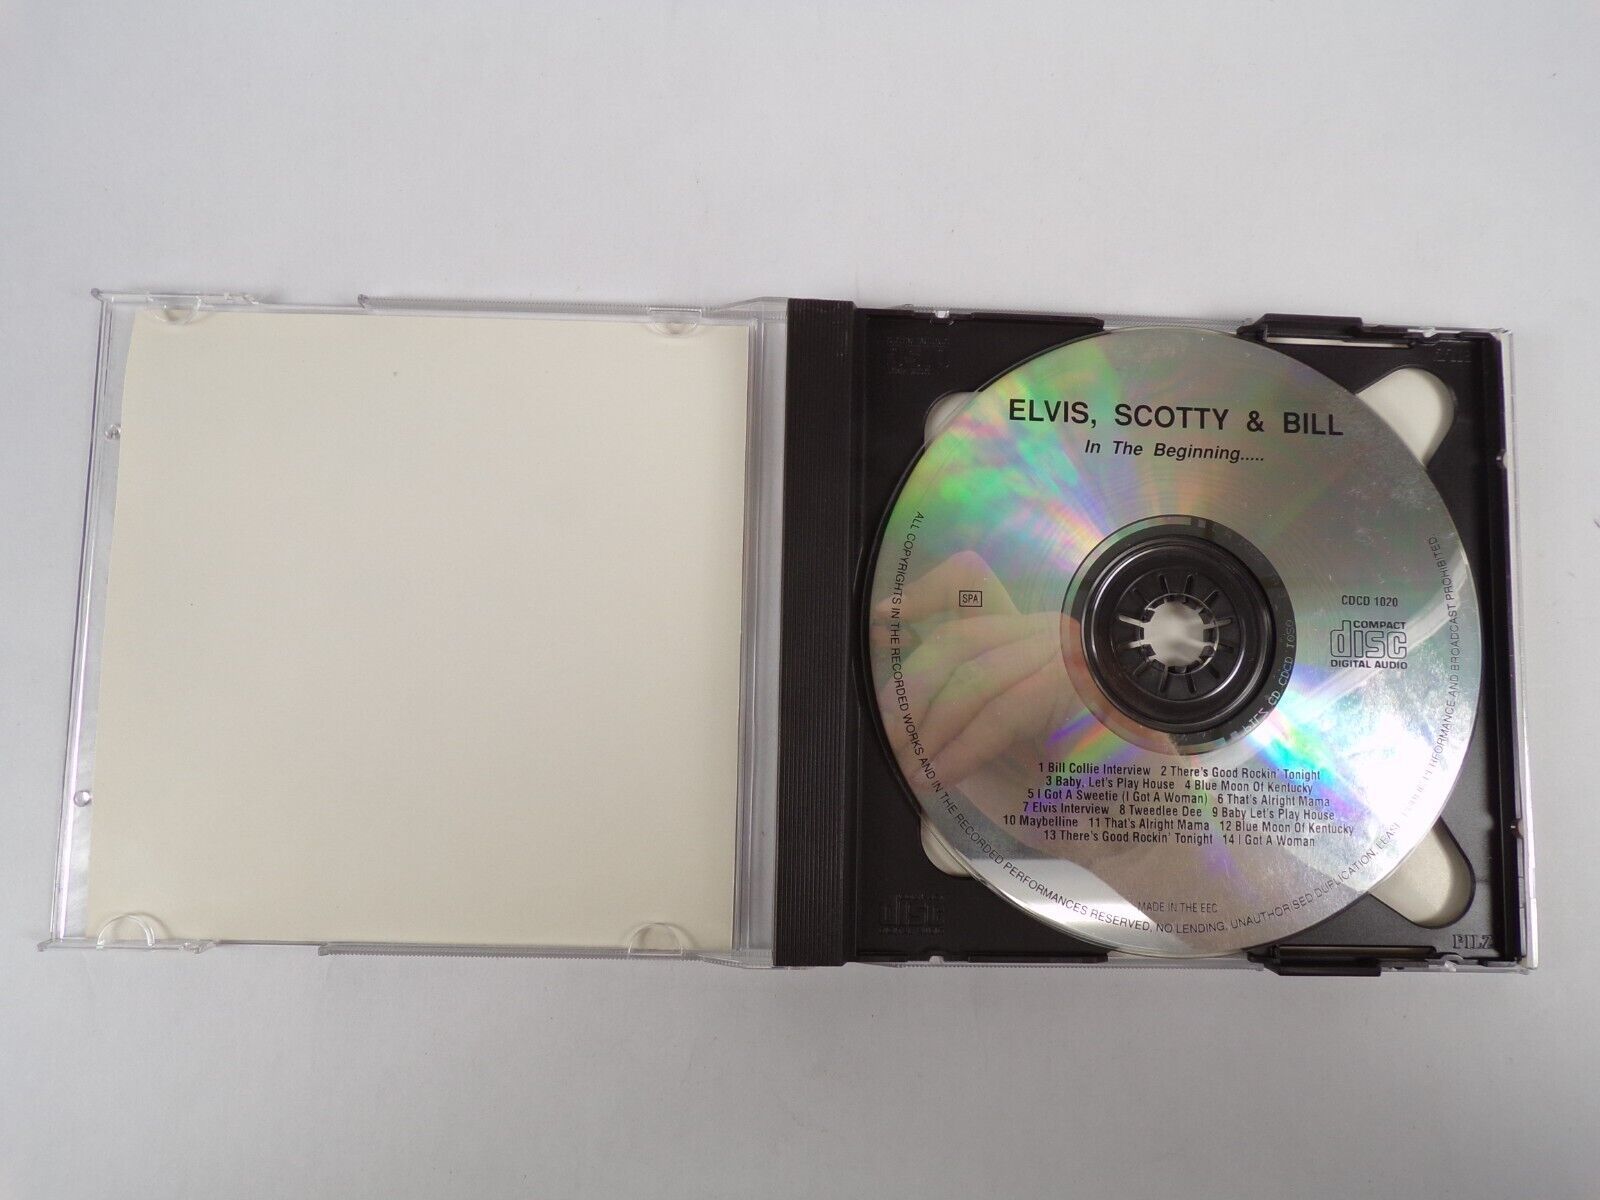 ELVIS, SCOTTY & BILL
In The Beginning.....
SPA
CDCD 1020
COMPACT
disc
DIGITAL AUDIO
1 Bill Collie Interview 2 There's Good Rockin' Tonight
3 Baby, Let's Play House 4 Blue Moon Of Kentucky
5 I Got A Sweetie (I Got A Woman) 6 That's Alright Mama
7 Elvis Interview 8 Tweedlee Dee 9 Baby Let's Play House
10 Maybelline 11 That's Alright Mama 12 Blue Moon Of Kentucky
13 There's Good Rockin' Tonight 14 I Got A Woman
MADE IN THE EEC
ALL COPYRIGHTS IN THE RECORDED WORKS AND IN THE RECORDED PERFORMANCES RESERVED, NO LENDING, UNAUTHORISED DUPLICATION, PERFORMANCE AND BROADCAST PROHIBITED
disc
PILZ